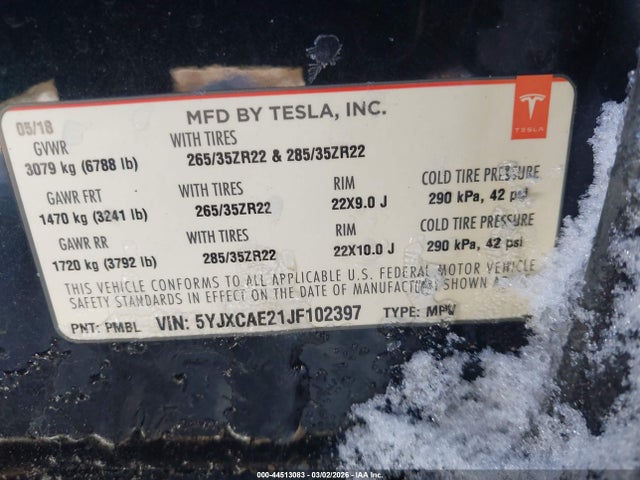 MFD BY TESLA, INC.
TESLA
05/18
GVWR
3079 kg (6788 lb)
WITH TIRES
265/35ZR22 & 285/35ZR22
GAWR FRT
1470 kg (3241 lb)
WITH TIRES
265/35ZR22
RIM
22X9.0 J
COLD TIRE PRESSURE
290 kPa, 42 psi
GAWR RR
1720 kg (3792 lb)
WITH TIRES
285/35ZR22
RIM
22X10.0 J
COLD TIRE PRESSURE
290 kPa, 42 psi
THIS VEHICLE CONFORMS TO ALL APPLICABLE U.S. FEDERAL MOTOR VEHICLE
SAFETY STANDARDS IN EFFECT ON THE DATE OF MANUFACTURE SHOWN
PNT: PMBL VIN: 5YJXCAE21JF102397 TYPE: MPV
000-44513083 - 03/02/2026 - IAA Inc.